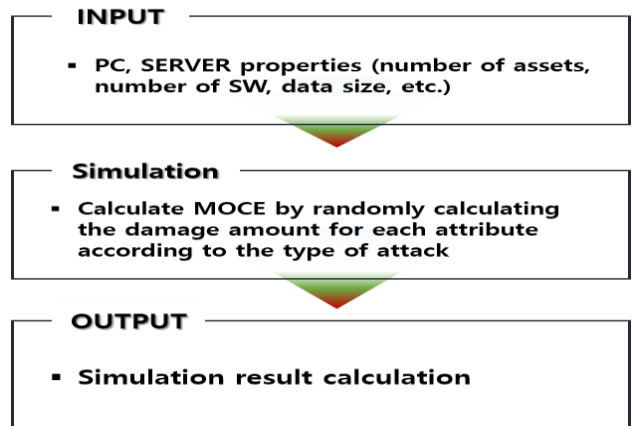 INPUT
▪ PC, SERVER properties (number of assets,
number of SW, data size, etc.)
Simulation
▪ Calculate MOCE by randomly calculating
the damage amount for each attribute
according to the type of attack
OUTPUT
▪ Simulation result calculation